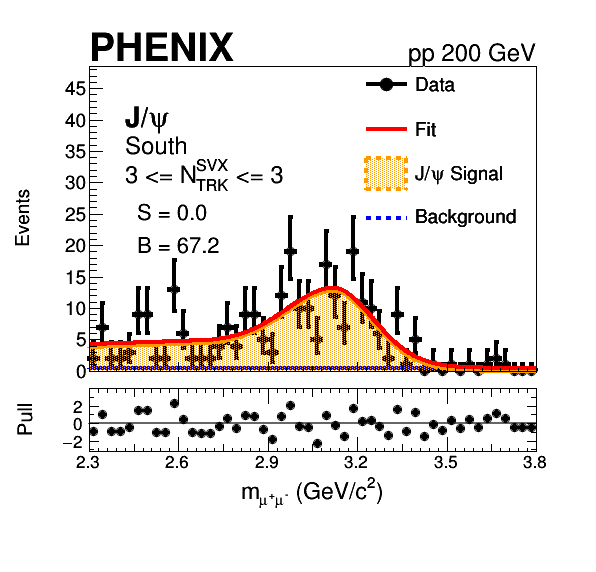 PHENIX
pp 200 GeV
Events
45
40
35
30
25
20
15
10
5
0
J/ψ
South
3 <= N^SVX_TRK <= 3
S = 0.0
B = 67.2
Data
Fit
J/ψ Signal
Background
Pull
2
0
−2
2.3 2.6 2.9 3.2 3.5 3.8
m_μ⁺μ⁻ (GeV/c²)